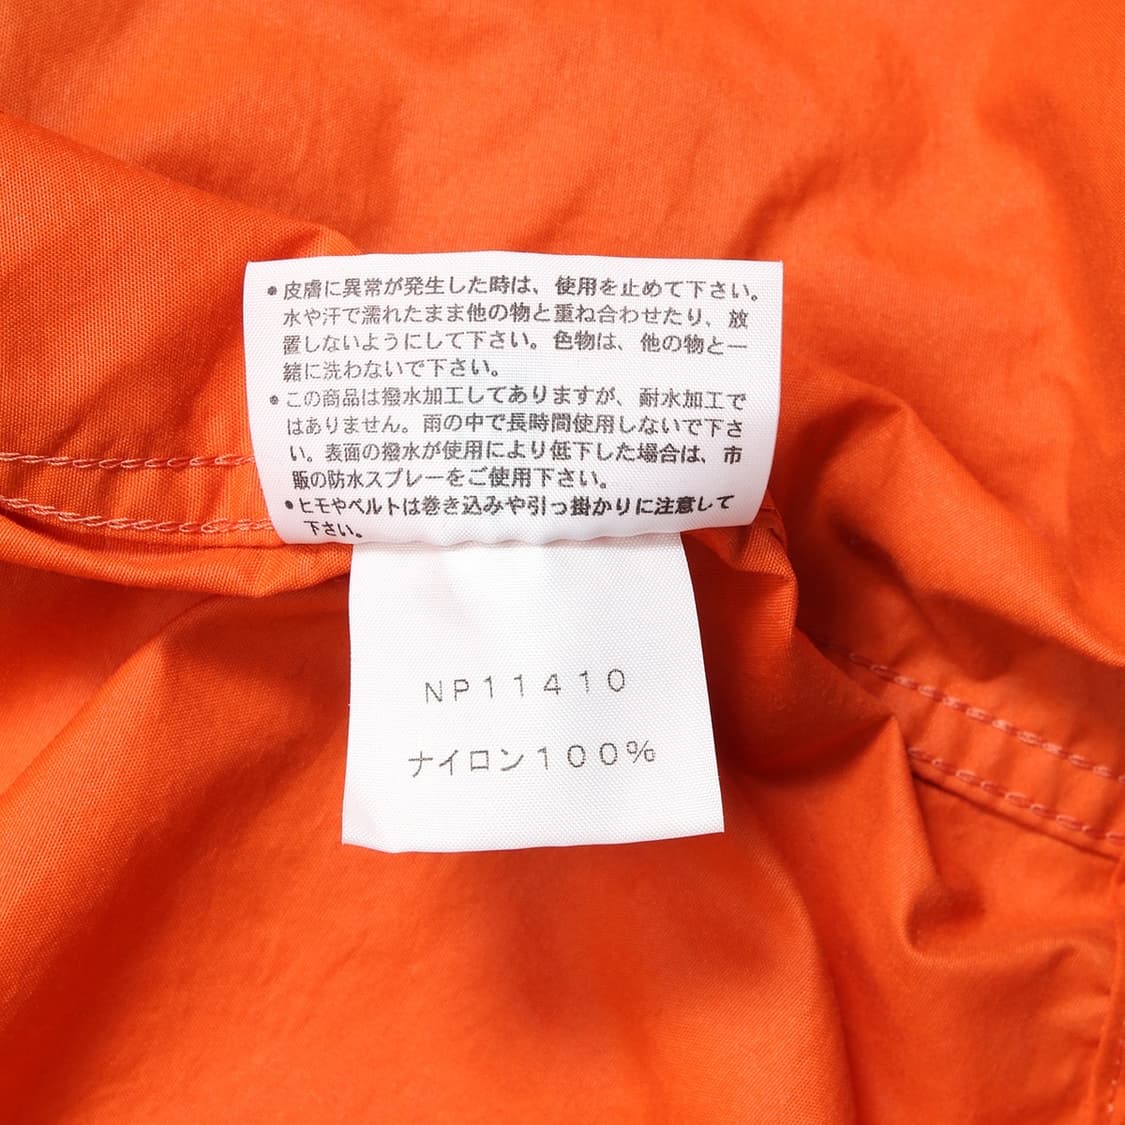 ●皮膚に異常が発生した時は、使用を止めて下さい。
水や汗で濡れたまま他の物と重ね合わせたり、放
置しないようにして下さい。色物は、他の物と一
緒に洗わないで下さい。
●この商品は撥水加工してありますが、耐水加工で
はありません。雨の中で長時間使用しないで下さ
い。表面の撥水が使用により低下した場合は、市
販の防水スプレーをご使用下さい。
●ヒモやベルトは巻き込みや引っ掛かりに注意して
下さい。
NP11410
ナイロン100%